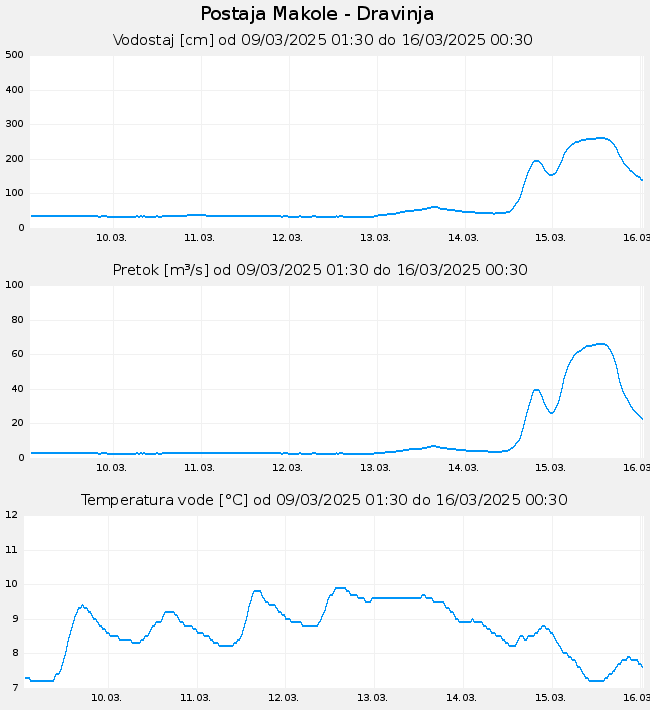 Postaja Makole - Dravinja
Vodostaj [cm] od 09/03/2025 01:30 do 16/03/2025 00:30
500
400
300
200
100
0
10.03. 11.03. 12.03. 13.03. 14.03. 15.03. 16.03
Pretok [m³/s] od 09/03/2025 01:30 do 16/03/2025 00:30
100
80
60
40
20
0
10.03. 11.03. 12.03. 13.03. 14.03. 15.03. 16.03
Temperatura vode [°C] od 09/03/2025 01:30 do 16/03/2025 00:30
12
11
10
9
8
7
10.03. 11.03. 12.03. 13.03. 14.03. 15.03. 16.03